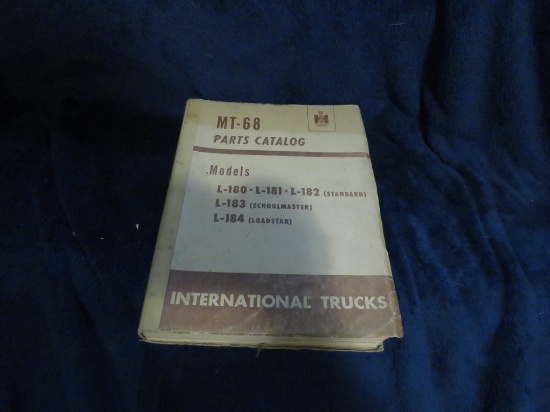 MT-68
PARTS CATALOG
Models
L-180 • L-181 • L-182 (STANDARD)
L-183 (SCHOOLMASTER)
L-184 (LOADSTAR)
INTERNATIONAL TRUCKS